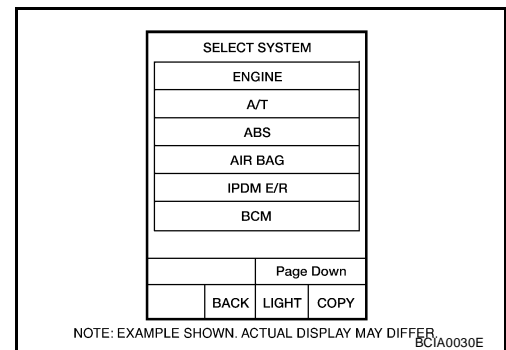 SELECT SYSTEM
ENGINE
A/T
ABS
AIR BAG
IPDM E/R
BCM
Page Down
BACK LIGHT COPY
NOTE: EXAMPLE SHOWN. ACTUAL DISPLAY MAY DIFFER.
BCIA0030E